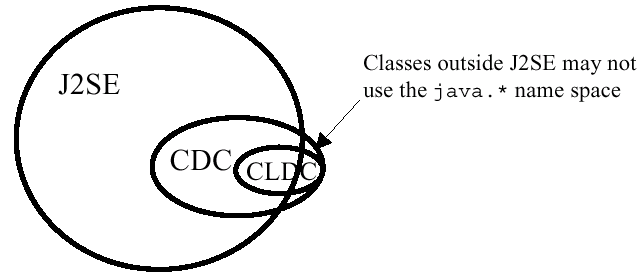 J2SE
Classes outside J2SE may not
use the java.* name space
CDC
CLDC